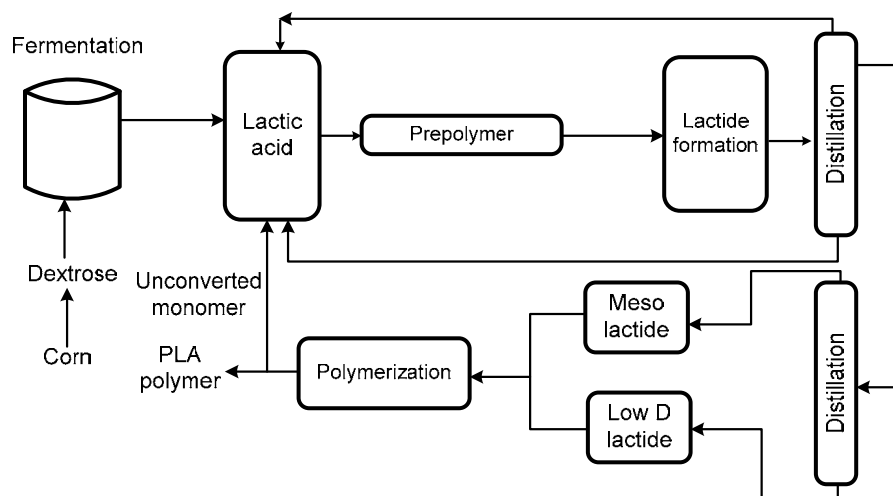 Fermentation
Lactic
acid
Prepolymer
Lactide
formation
Distillation
Dextrose
Corn
Unconverted
monomer
PLA
polymer
Polymerization
Meso
lactide
Low D
lactide
Distillation